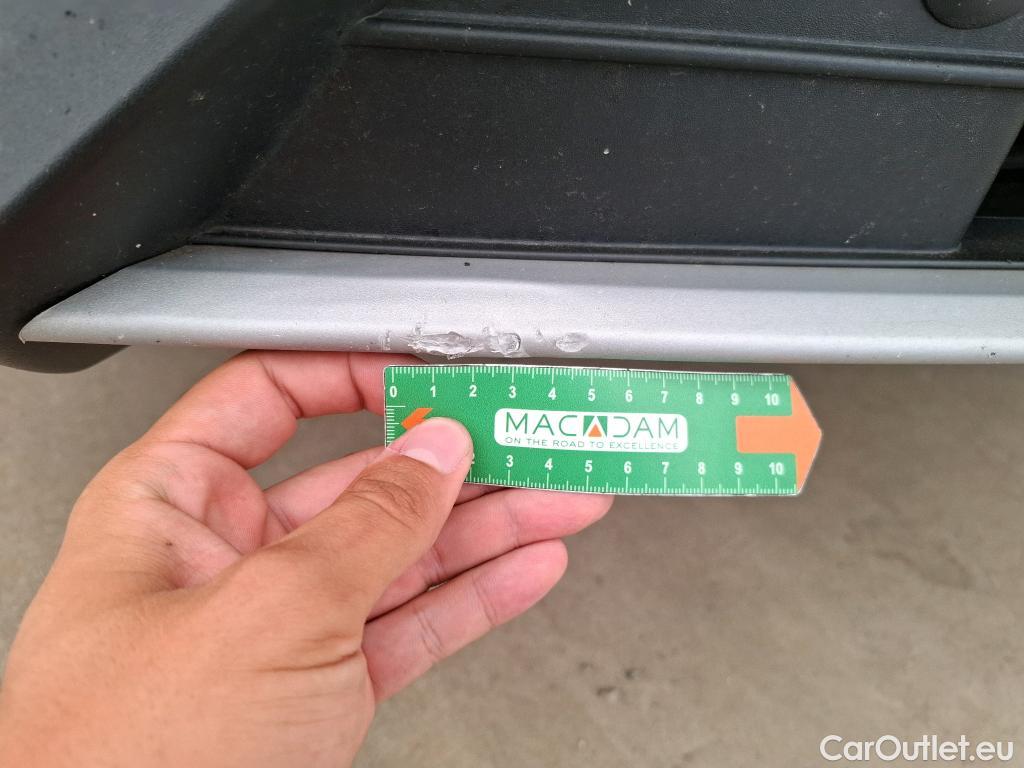 0 1 2 3 4 5 6 7 8 9 10
MACADAM
ON THE ROAD TO EXCELLENCE
3 4 5 6 7 8 9 10
CarOutlet.eu